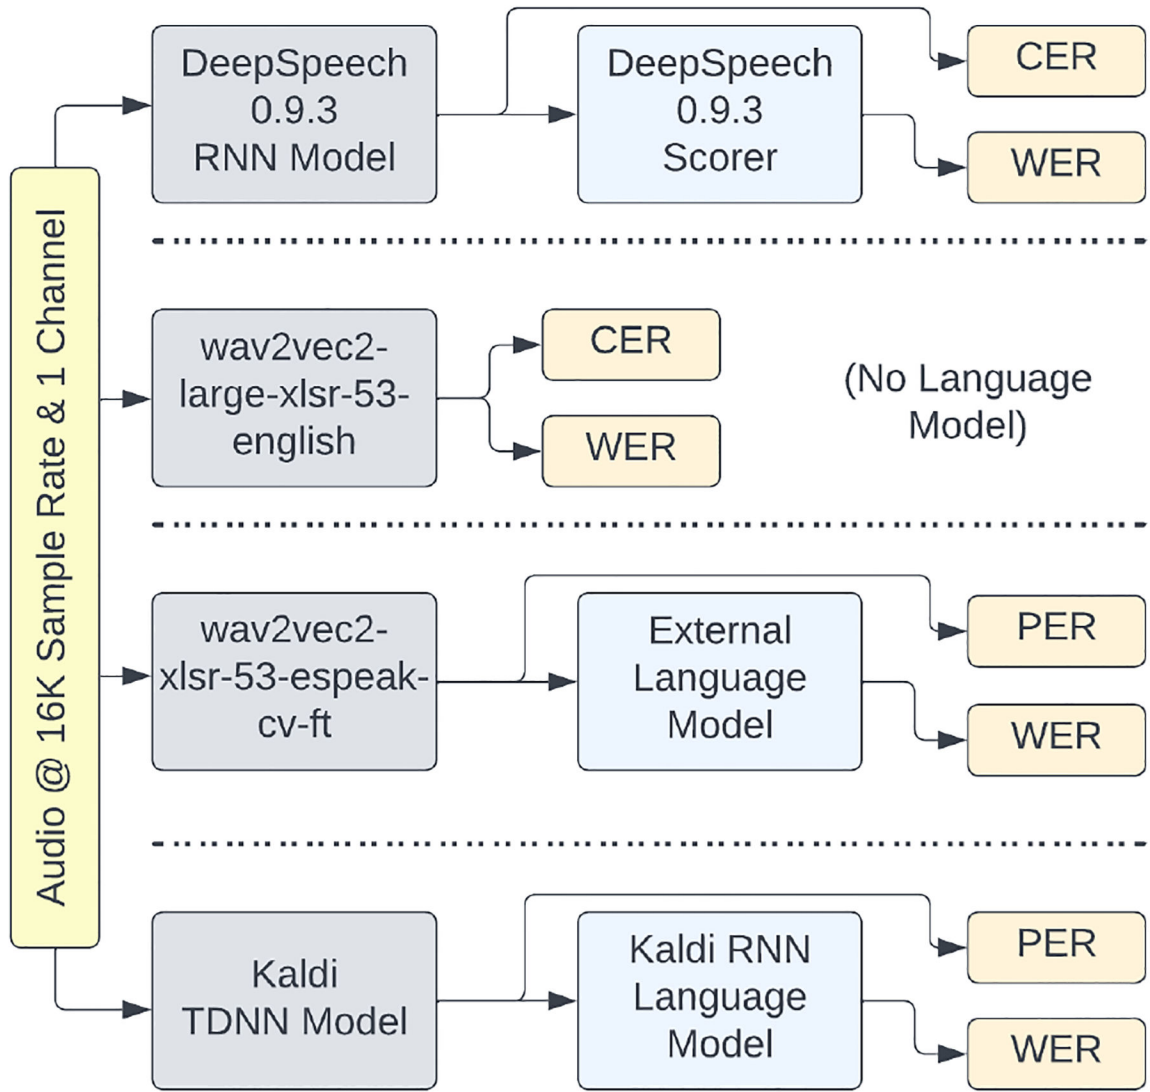 Audio @ 16K Sample Rate & 1 Channel
DeepSpeech
0.9.3
RNN Model
DeepSpeech
0.9.3
Scorer
CER
WER
wav2vec2-
large-xlsr-53-
english
CER
WER
(No Language
Model)
wav2vec2-
xlsr-53-espeak-
cv-ft
External
Language
Model
PER
WER
Kaldi
TDNN Model
Kaldi RNN
Language
Model
PER
WER